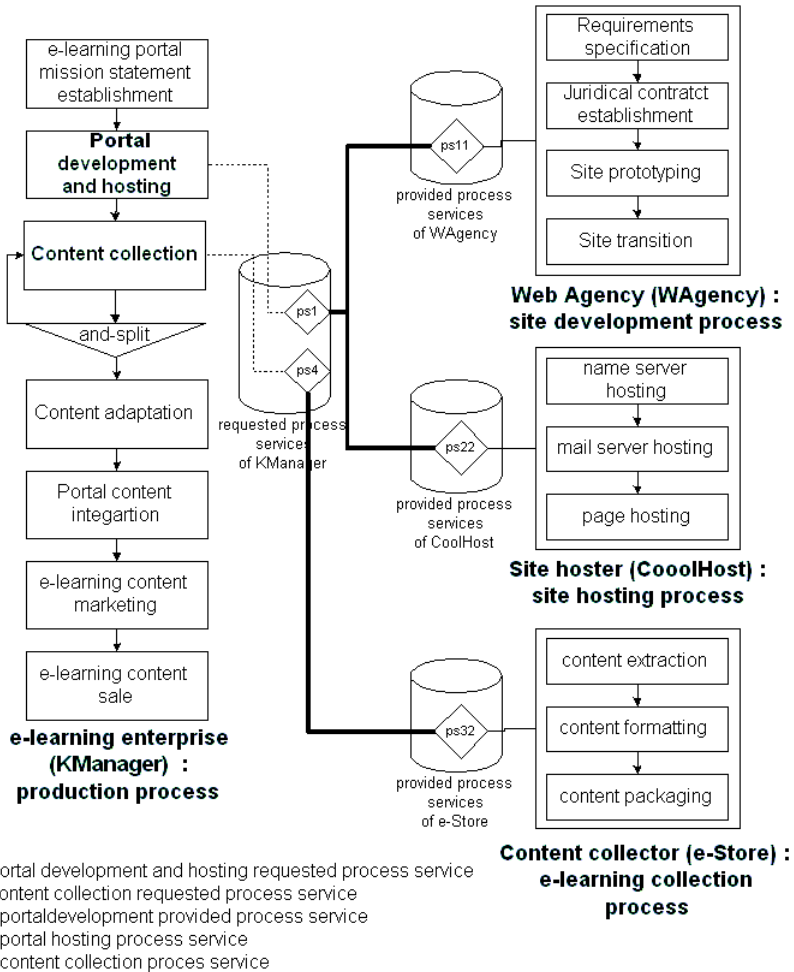 e-learning portal
mission statement
establishment
Portal
development
and hosting
Content collection
and-split
Content adaptation
Portal content
integartion
e-learning content
marketing
e-learning content
sale
e-learning enterprise
(KManager) :
production process
ps1
ps4
requested process
services
of KManager
ps11
provided process
services
of WAgency
ps22
provided process
services
of CoolHost
ps32
provided process
services
of e-Store
Requirements
specification
Juridical contratct
establishment
Site prototyping
Site transition
Web Agency (WAgency) :
site development process
name server
hosting
mail server hosting
page hosting
Site hoster (CooolHost) :
site hosting process
content extraction
content formatting
content packaging
Content collector (e-Store) :
e-learning collection
process
ortal development and hosting requested process service
ontent collection requested process service
portaldevelopment provided process service
portal hosting process service
content collection proces service